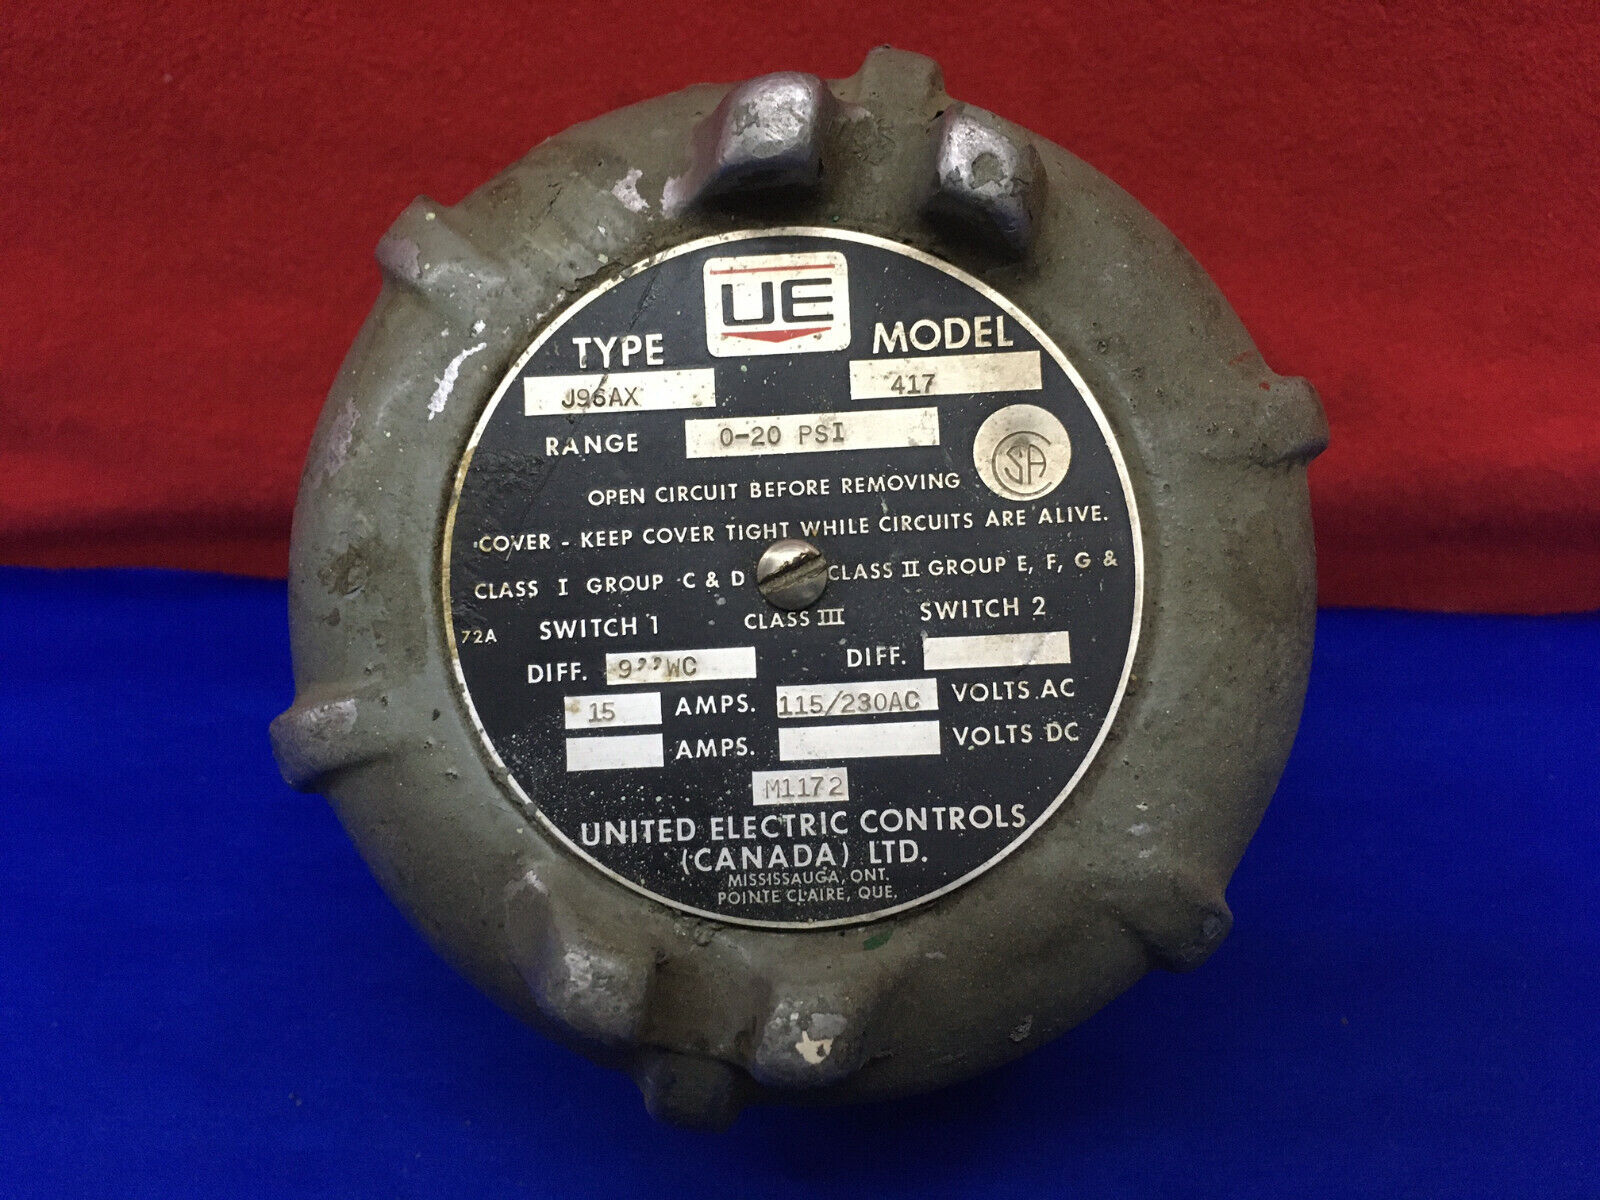 UE
TYPE MODEL
J96AX 417
RANGE 0-20 PSI
CSA
OPEN CIRCUIT BEFORE REMOVING
COVER - KEEP COVER TIGHT WHILE CIRCUITS ARE ALIVE.
CLASS I GROUP C & D CLASS II GROUP E, F, G &
72A SWITCH 1 CLASS III SWITCH 2
DIFF. 9’’WC DIFF.
15 AMPS. 115/230AC VOLTS AC
AMPS. VOLTS DC
M1172
UNITED ELECTRIC CONTROLS
(CANADA) LTD.
MISSISSAUGA, ONT.
POINTE CLAIRE, QUE.